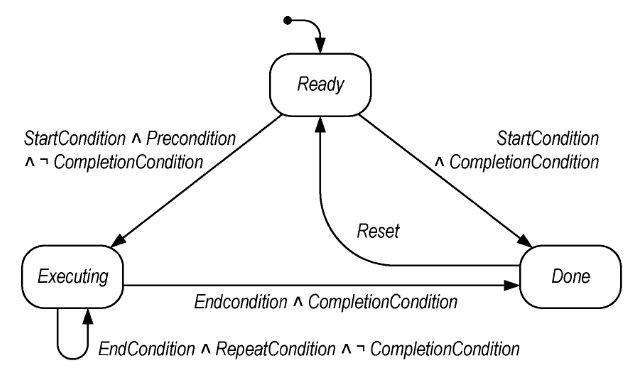 Ready
StartCondition ∧ Precondition
∧ ¬ CompletionCondition
StartCondition
∧ CompletionCondition
Reset
Executing
Done
Endcondition ∧ CompletionCondition
EndCondition ∧ RepeatCondition ∧ ¬ CompletionCondition